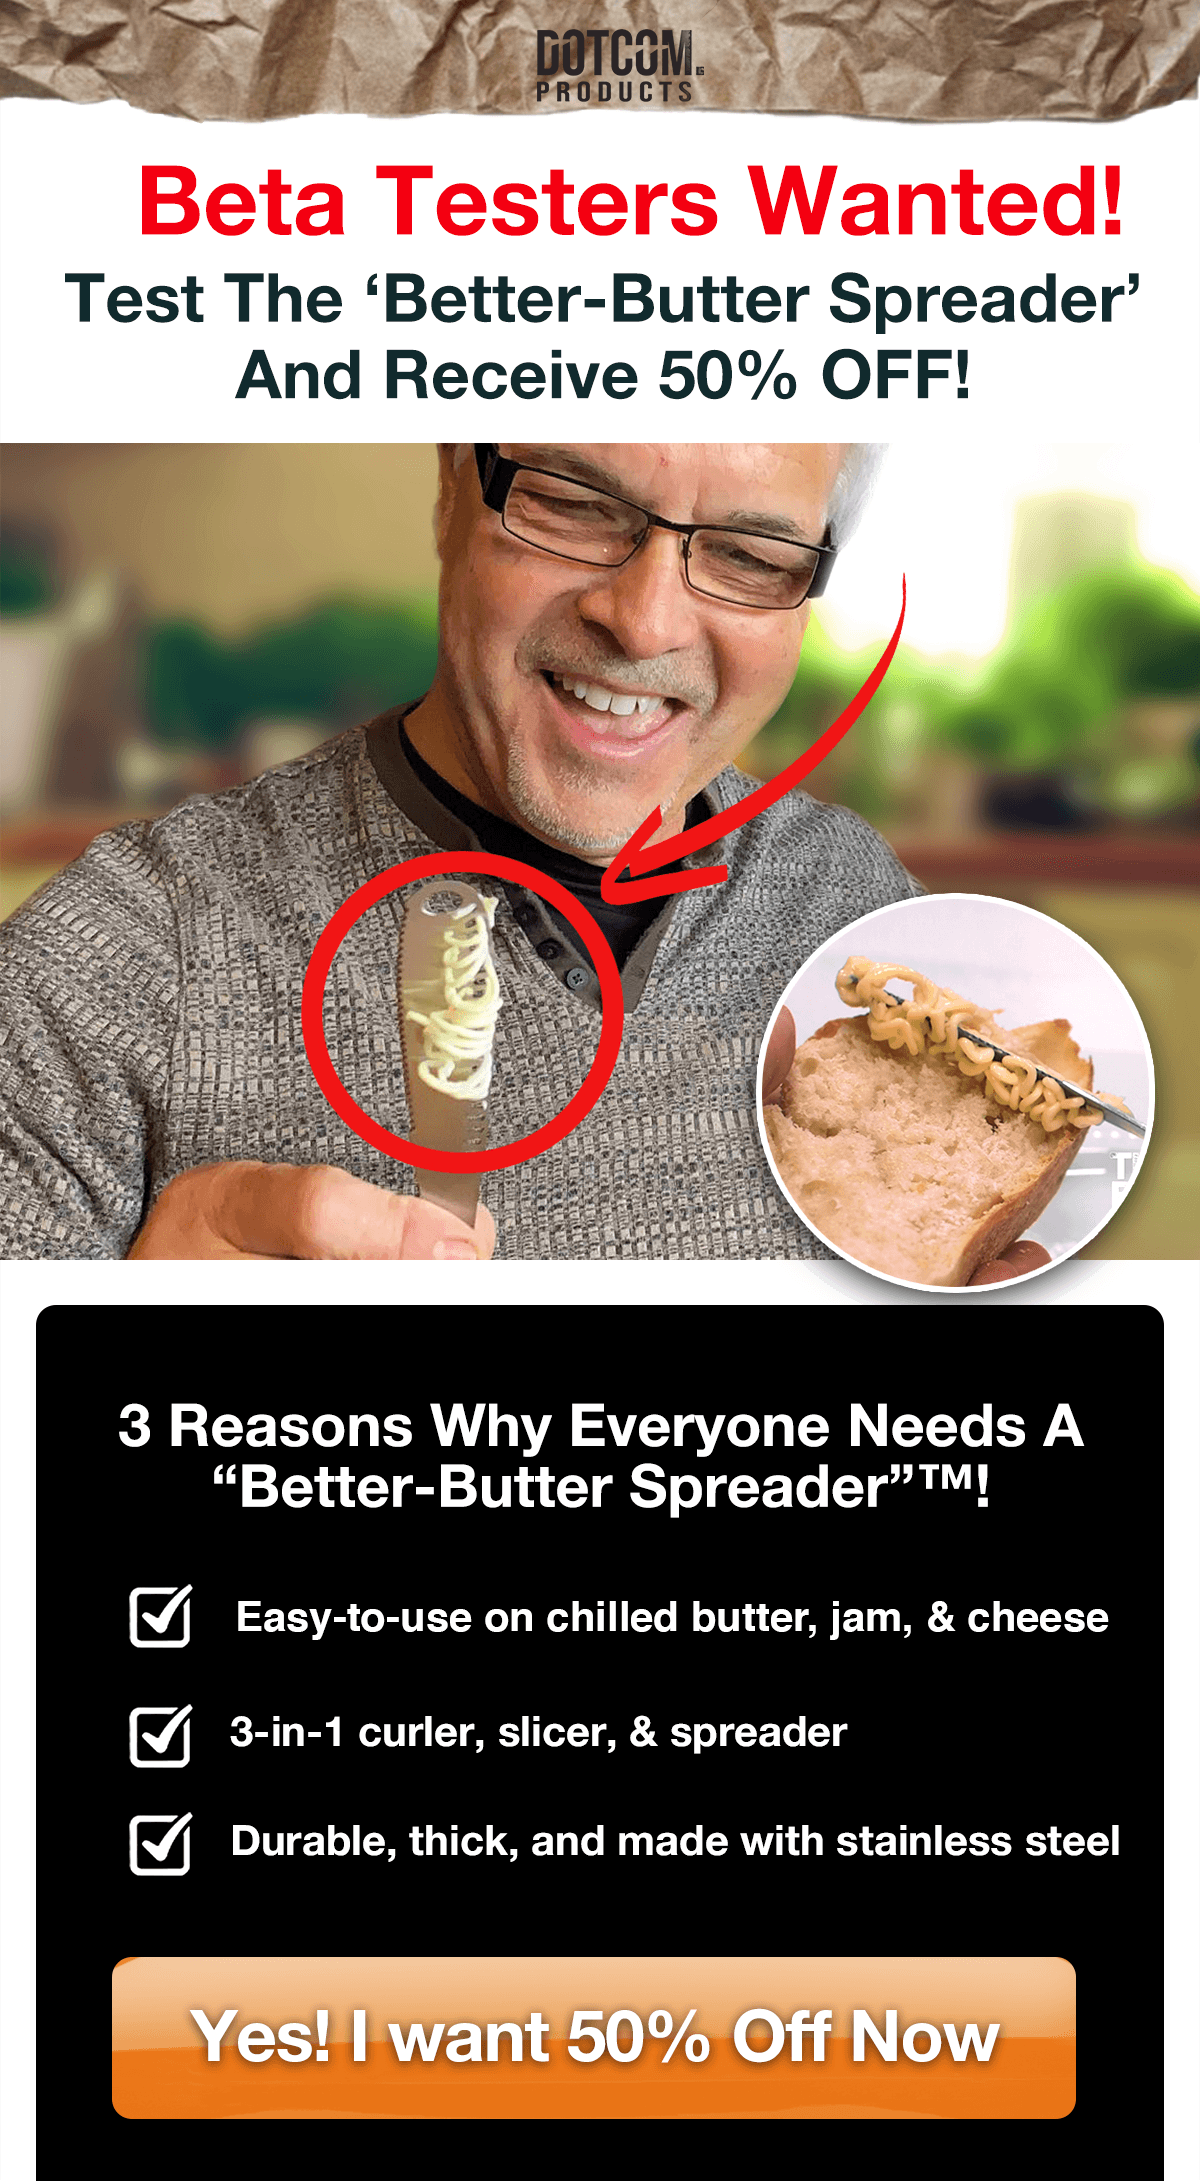 DOTCOM
PRODUCTS
Beta Testers Wanted!
Test The ‘Better-Butter Spreader’
And Receive 50% OFF!
3 Reasons Why Everyone Needs A
“Better-Butter Spreader”™!
Easy-to-use on chilled butter, jam, & cheese
3-in-1 curler, slicer, & spreader
Durable, thick, and made with stainless steel
Yes! I want 50% Off Now